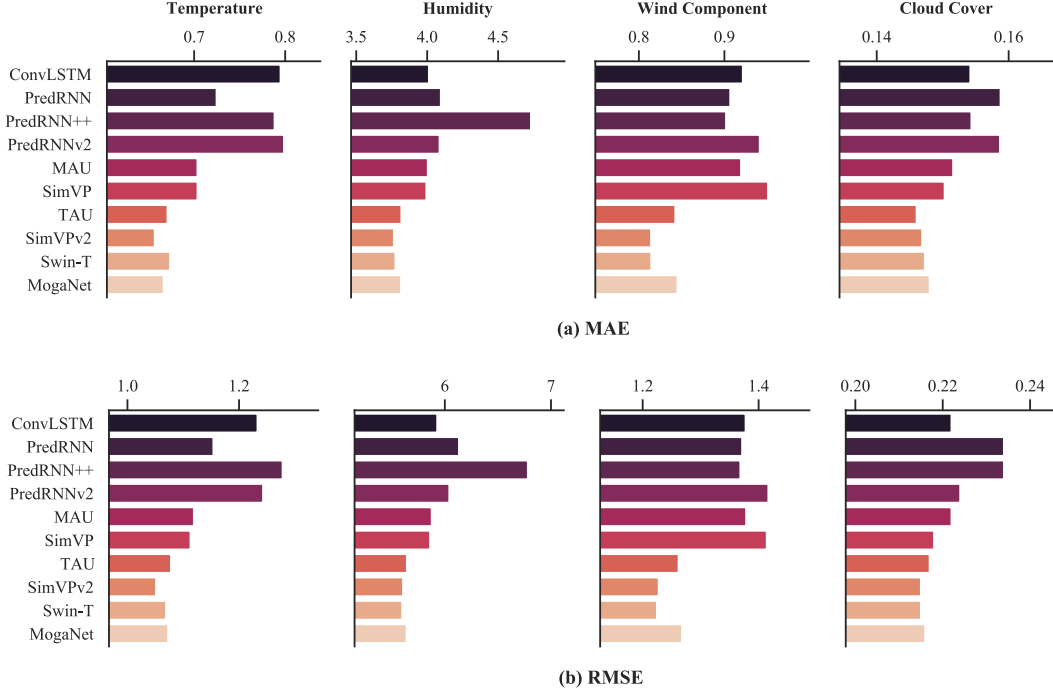 Temperature Humidity Wind Component Cloud Cover
0.7 0.8 3.5 4.0 4.5 0.8 0.9 0.14 0.16
ConvLSTM
PredRNN
PredRNN++
PredRNNv2
MAU
SimVP
TAU
SimVPv2
Swin-T
MogaNet
(a) MAE
1.0 1.2 6 7 1.2 1.4 0.20 0.22 0.24
ConvLSTM
PredRNN
PredRNN++
PredRNNv2
MAU
SimVP
TAU
SimVPv2
Swin-T
MogaNet
(b) RMSE